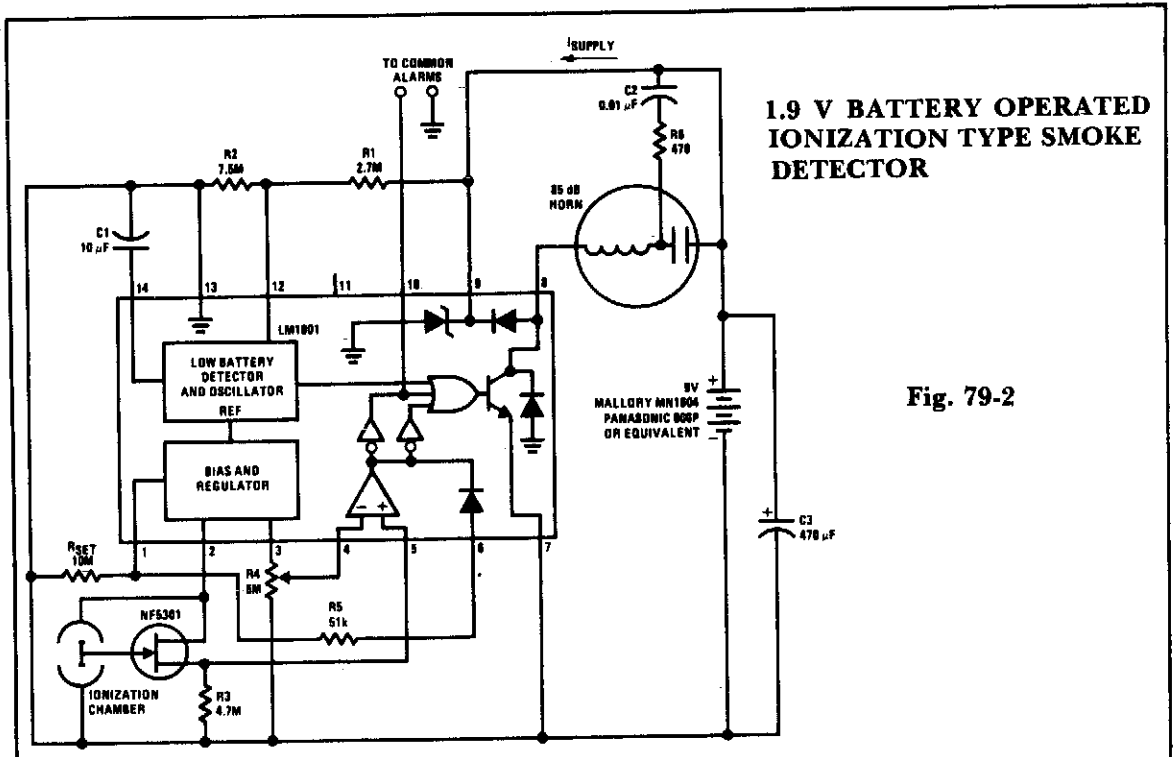 1.9 V BATTERY OPERATED
IONIZATION TYPE SMOKE
DETECTOR
Fig. 79-2
ISUPPLY
TO COMMON
ALARMS
C2
0.01 µF
R6
470
R2
7.5M
R1
2.7M
85 dB
HORN
C1
10 µF
14
13
12
11
10
9
8
LM1801
LOW BATTERY
DETECTOR
AND OSCILLATOR
REF
BIAS AND
REGULATOR
- +
+
9V
MALLORY MN1604
PANASONIC 006P
OR EQUIVALENT
-
+
C3
470 µF
1
2
3
4
5
6
7
RSET
10M
R4
5M
NF5301
R5
51k
R3
4.7M
IONIZATION
CHAMBER